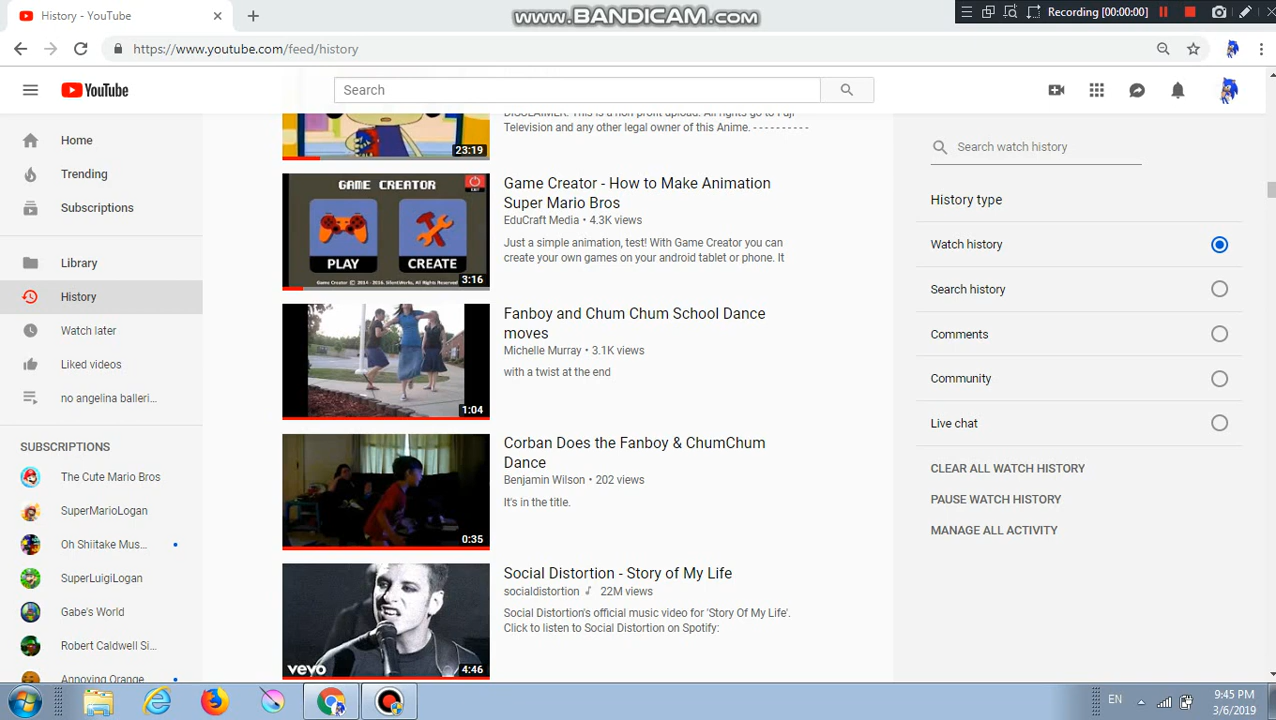 History - YouTube
www.BANDICAM.com
Recording [00:00:00]
https://www.youtube.com/feed/history
YouTube
Search
Home
Trending
Subscriptions
Library
History
Watch later
Liked videos
no angelina balleri...
SUBSCRIPTIONS
The Cute Mario Bros
SuperMarioLogan
Oh Shiitake Mus...
SuperLuigiLogan
Gabe's World
Robert Caldwell Si...
Annoying Orange
23:19
DISCLAIMER: This is a non profit upload. All rights go to Fuji
Television and any other legal owner of this Anime. - - - - - - - - - -
GAME CREATOR
EXIT
PLAY
CREATE
Game Creator © 2014 - 2016, SilentWorks, All Rights Reserved
3:16
Game Creator - How to Make Animation
Super Mario Bros
EduCraft Media • 4.3K views
Just a simple animation, test! With Game Creator you can
create your own games on your android tablet or phone. It
1:04
Fanboy and Chum Chum School Dance
moves
Michelle Murray • 3.1K views
with a twist at the end
0:35
Corban Does the Fanboy & ChumChum
Dance
Benjamin Wilson • 202 views
It's in the title.
vevo
4:46
Social Distortion - Story of My Life
socialdistortion ♪ 22M views
Social Distortion's official music video for 'Story Of My Life'.
Click to listen to Social Distortion on Spotify:
Search watch history
History type
Watch history
Search history
Comments
Community
Live chat
CLEAR ALL WATCH HISTORY
PAUSE WATCH HISTORY
MANAGE ALL ACTIVITY
EN
9:45 PM
3/6/2019